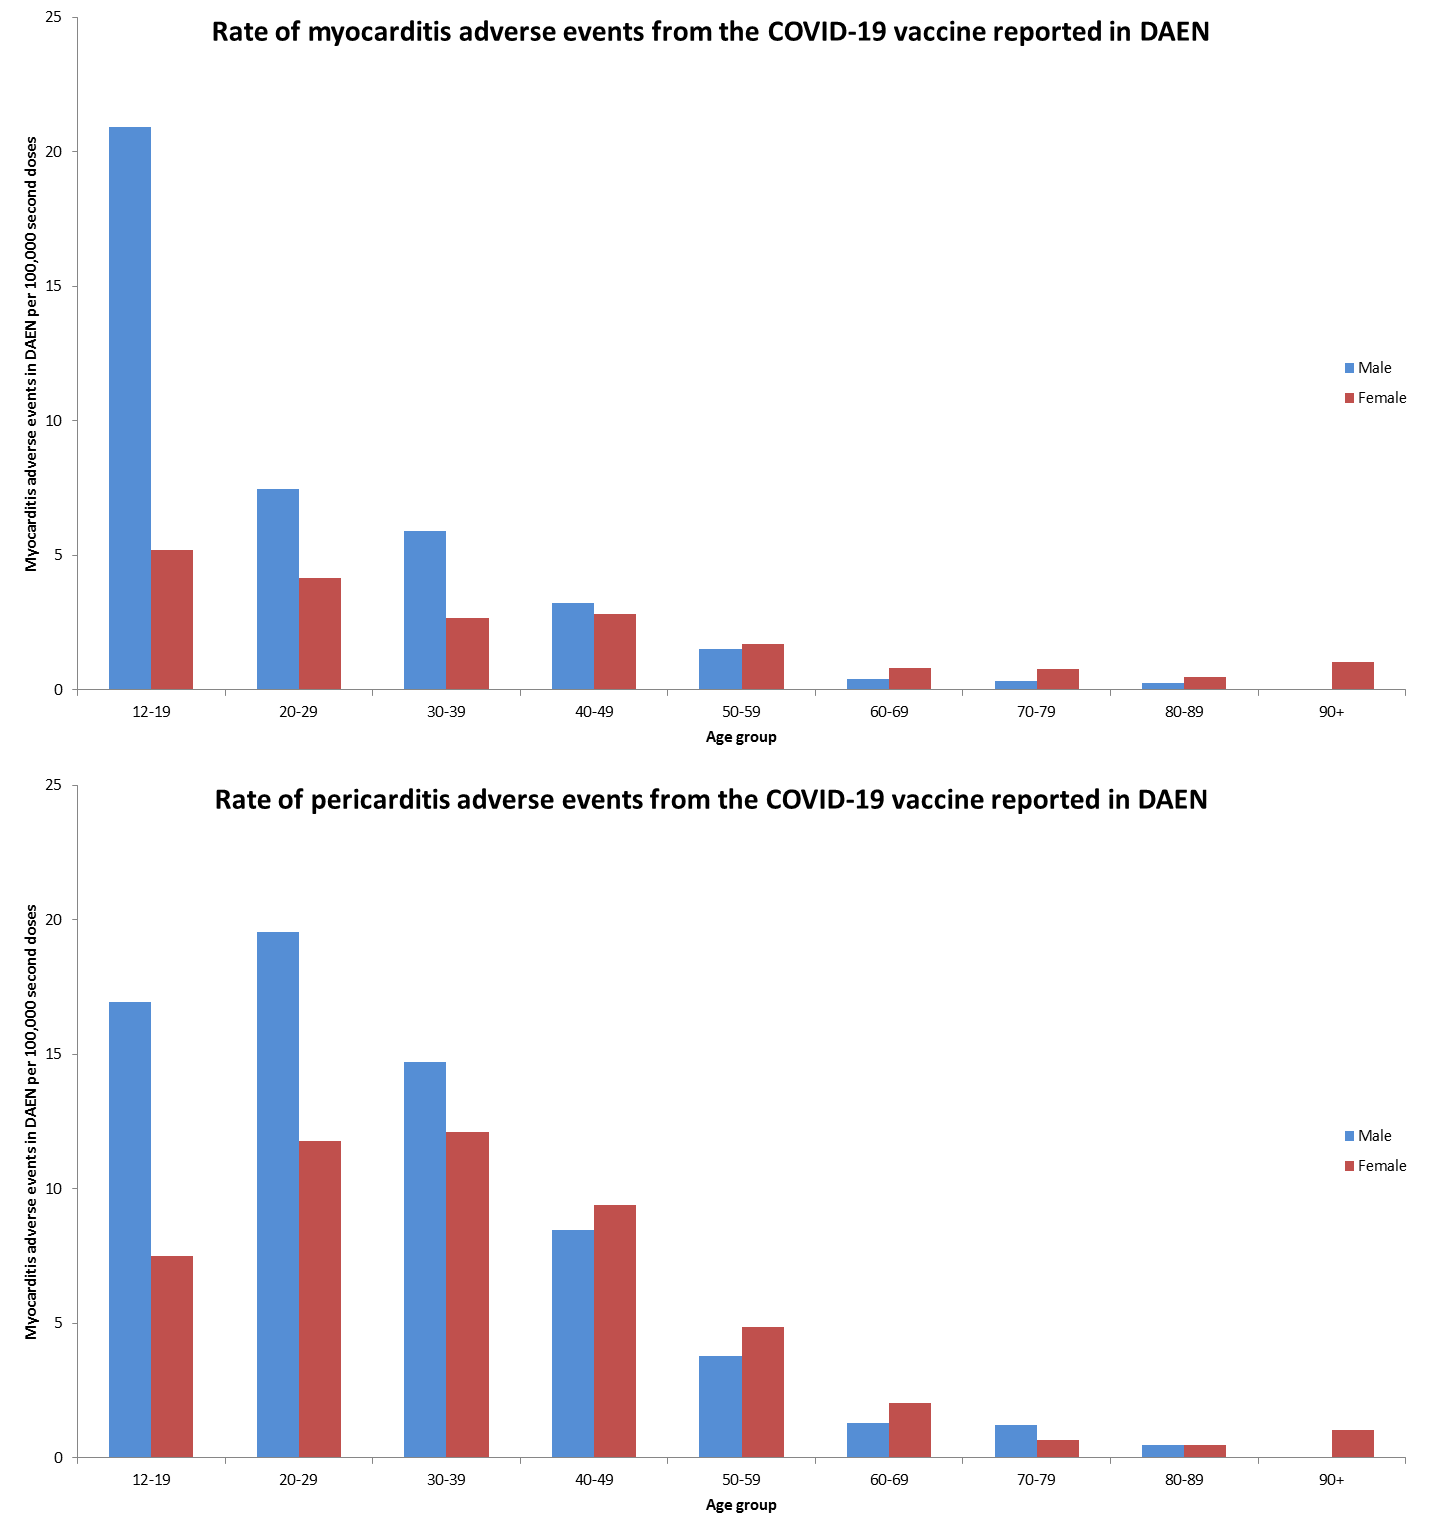 Rate of myocarditis adverse events from the COVID-19 vaccine reported in DAEN
Myocarditis adverse events in DAEN per 100,000 second doses
25
20
15
10
5
0
12-19 20-29 30-39 40-49 50-59 60-69 70-79 80-89 90+
Age group
Male
Female
Rate of pericarditis adverse events from the COVID-19 vaccine reported in DAEN
Myocarditis adverse events in DAEN per 100,000 second doses
25
20
15
10
5
0
12-19 20-29 30-39 40-49 50-59 60-69 70-79 80-89 90+
Age group
Male
Female